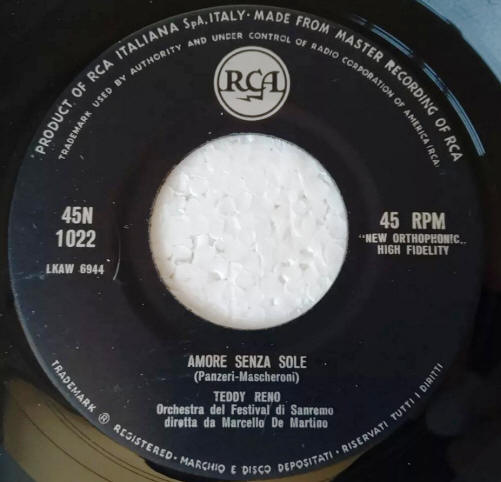 PRODUCT OF RCA ITALIANA SpA. ITALY · MADE FROM MASTER RECORDING OF RCA
TRADEMARK USED BY AUTHORITY AND UNDER CONTROL OF RADIO CORPORATION OF AMERICA (RCA.
RCA
45N
1022
LKAW 6944
45 RPM
"NEW ORTHOPHONIC"
HIGH FIDELITY
AMORE SENZA SOLE
(Panzeri-Mascheroni)
TEDDY RENO
Orchestra del Festival di Sanremo
diretta da Marcello De Martino
TRADEMARK ® REGISTERED - MARCHIO E DISCO DEPOSITATI · RISERVATI TUTTI I DIRITTI